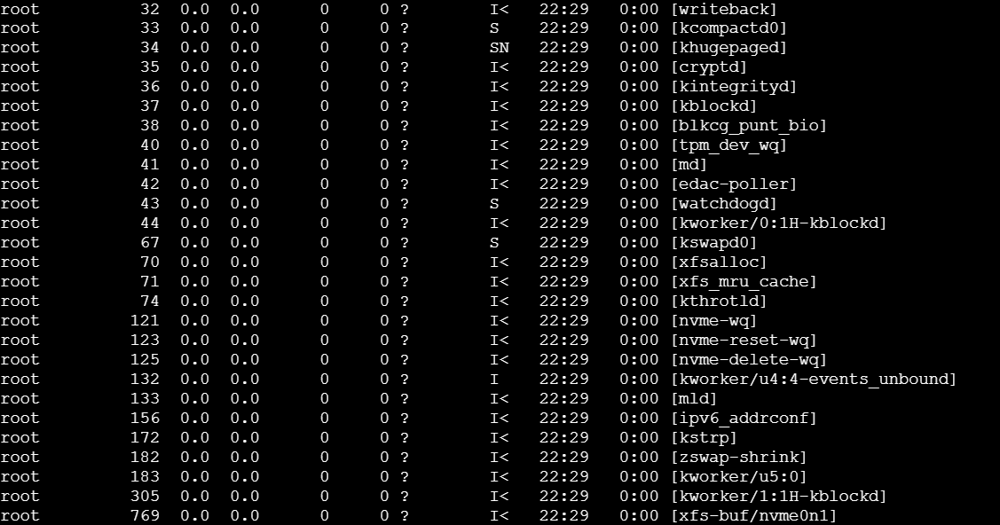 root 32 0.0 0.0 0 0 ? I< 22:29 0:00 [writeback]
root 33 0.0 0.0 0 0 ? S 22:29 0:00 [kcompactd0]
root 34 0.0 0.0 0 0 ? SN 22:29 0:00 [khugepaged]
root 35 0.0 0.0 0 0 ? I< 22:29 0:00 [cryptd]
root 36 0.0 0.0 0 0 ? I< 22:29 0:00 [kintegrityd]
root 37 0.0 0.0 0 0 ? I< 22:29 0:00 [kblockd]
root 38 0.0 0.0 0 0 ? I< 22:29 0:00 [blkcg_punt_bio]
root 40 0.0 0.0 0 0 ? I< 22:29 0:00 [tpm_dev_wq]
root 41 0.0 0.0 0 0 ? I< 22:29 0:00 [md]
root 42 0.0 0.0 0 0 ? I< 22:29 0:00 [edac-poller]
root 43 0.0 0.0 0 0 ? S 22:29 0:00 [watchdogd]
root 44 0.0 0.0 0 0 ? I< 22:29 0:00 [kworker/0:1H-kblockd]
root 67 0.0 0.0 0 0 ? S 22:29 0:00 [kswapd0]
root 70 0.0 0.0 0 0 ? I< 22:29 0:00 [xfsalloc]
root 71 0.0 0.0 0 0 ? I< 22:29 0:00 [xfs_mru_cache]
root 74 0.0 0.0 0 0 ? I< 22:29 0:00 [kthrotld]
root 121 0.0 0.0 0 0 ? I< 22:29 0:00 [nvme-wq]
root 123 0.0 0.0 0 0 ? I< 22:29 0:00 [nvme-reset-wq]
root 125 0.0 0.0 0 0 ? I< 22:29 0:00 [nvme-delete-wq]
root 132 0.0 0.0 0 0 ? I 22:29 0:00 [kworker/u4:4-events_unbound]
root 133 0.0 0.0 0 0 ? I< 22:29 0:00 [mld]
root 156 0.0 0.0 0 0 ? I< 22:29 0:00 [ipv6_addrconf]
root 172 0.0 0.0 0 0 ? I< 22:29 0:00 [kstrp]
root 182 0.0 0.0 0 0 ? I< 22:29 0:00 [zswap-shrink]
root 183 0.0 0.0 0 0 ? I< 22:29 0:00 [kworker/u5:0]
root 305 0.0 0.0 0 0 ? I< 22:29 0:00 [kworker/1:1H-kblockd]
root 769 0.0 0.0 0 0 ? I< 22:29 0:00 [xfs-buf/nvme0n1]